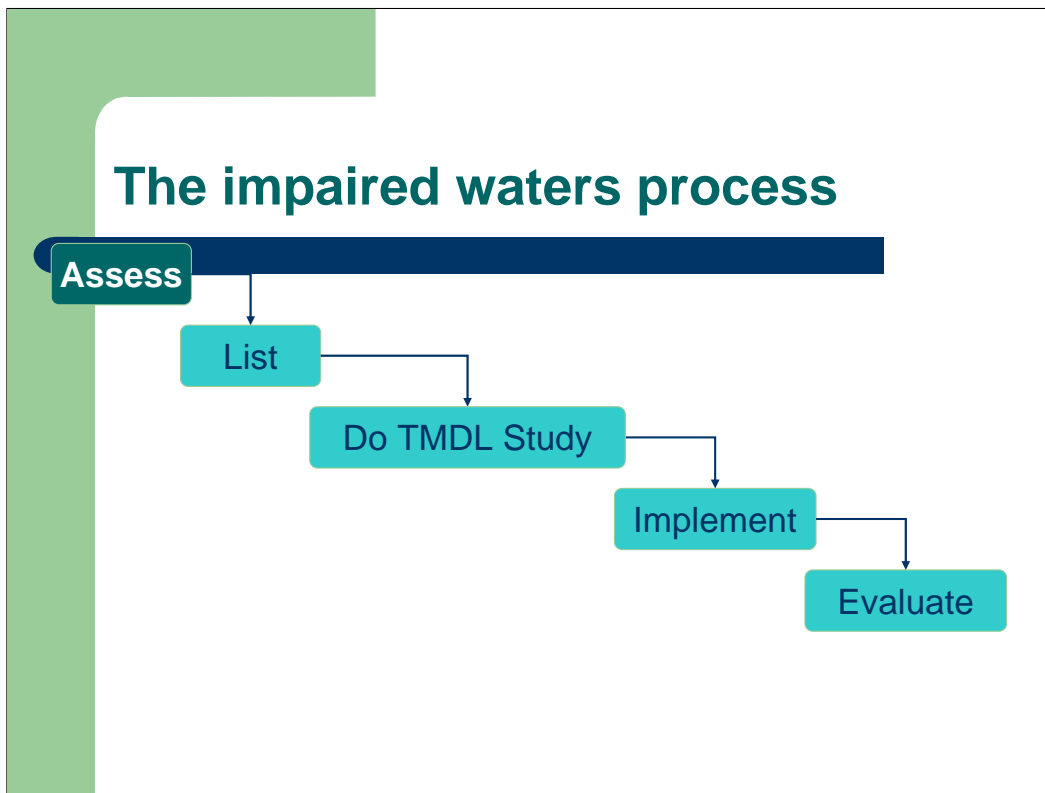 The impaired waters process
Assess
List
Do TMDL Study
Implement
Evaluate